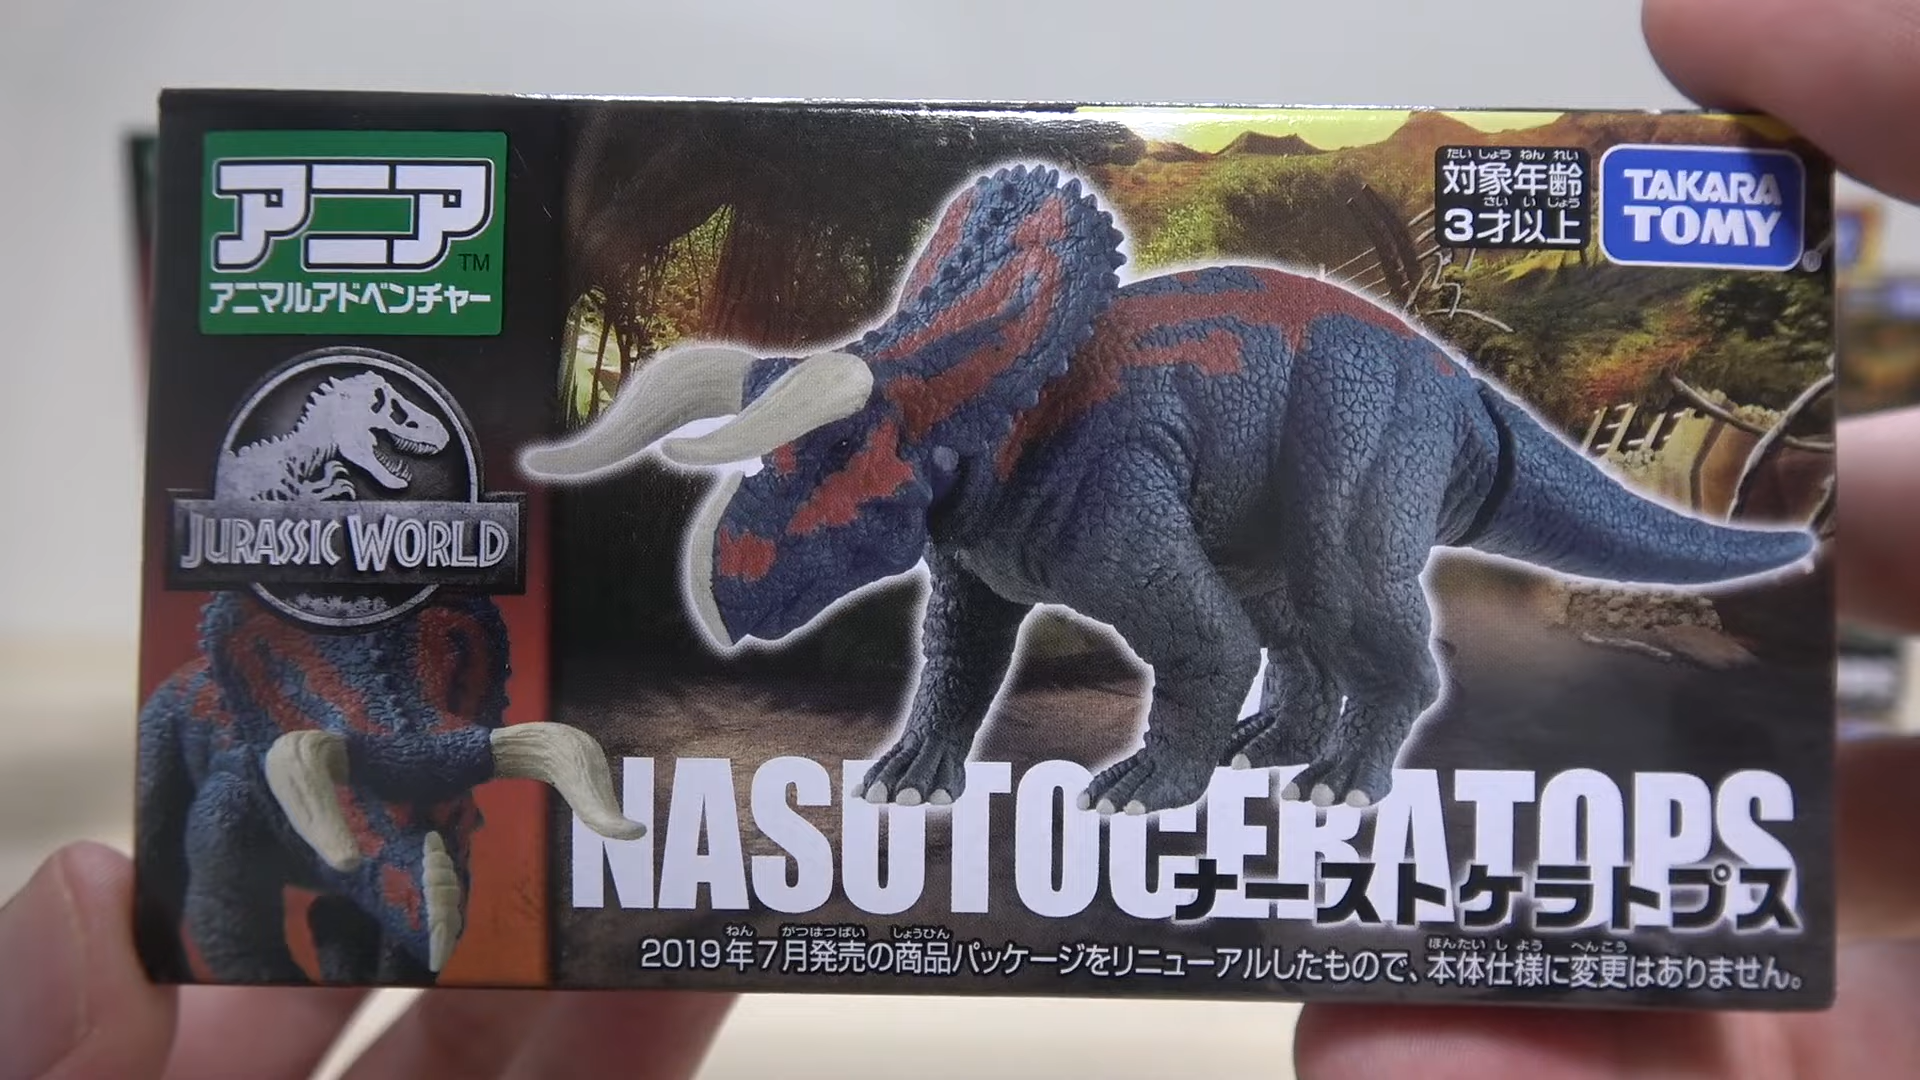 アニア
TM
アニマルアドベンチャー
JURASSIC WORLD
たいしょうねんれい
対象年齢
さいいじょう
3才以上
TAKARA
TOMY
NASUTOCERATOPS
ナーストケラトプス
ねん がつはつばい しょうひん ほんたいしよう へんこう
2019年7月発売の商品パッケージをリニューアルしたもので、本体仕様に変更はありません。